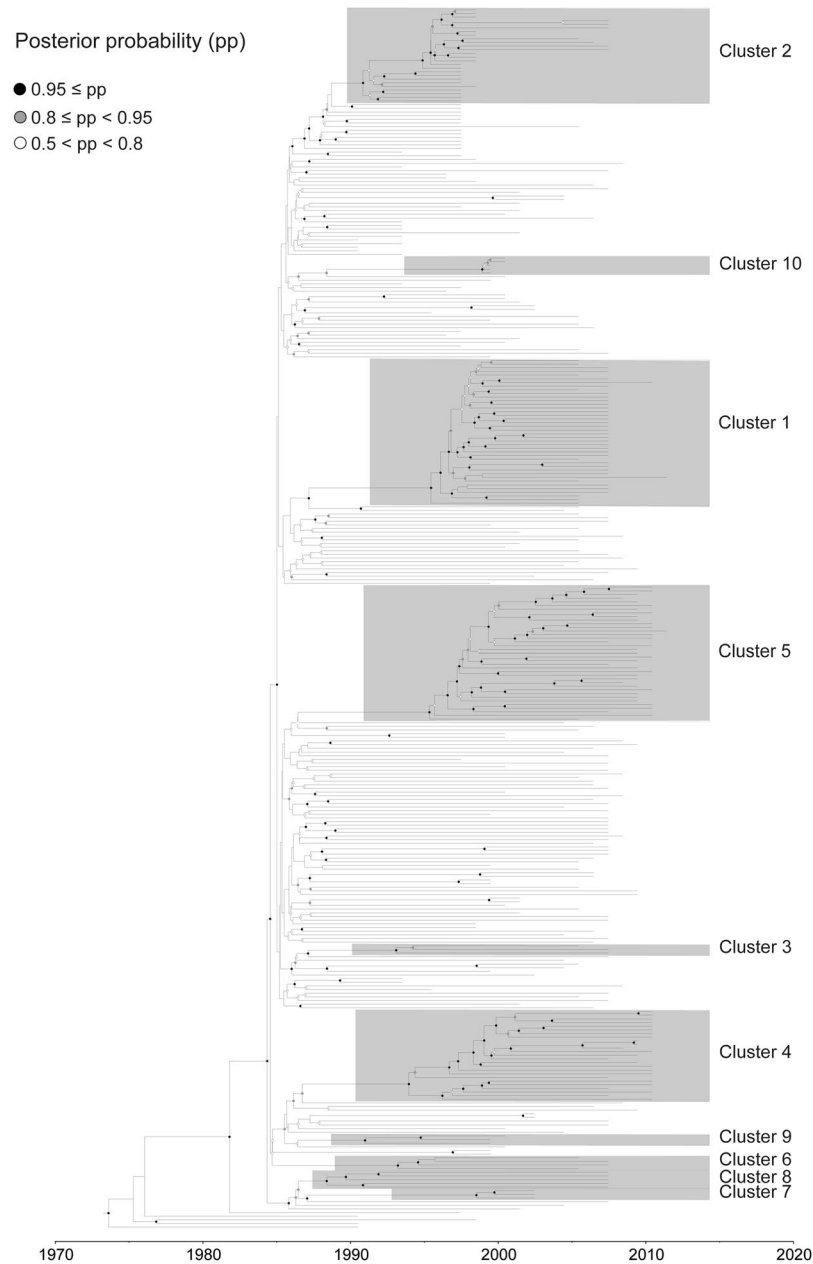 Posterior probability (pp)
0.95 ≤ pp
0.8 ≤ pp < 0.95
0.5 < pp < 0.8
Cluster 2
Cluster 10
Cluster 1
Cluster 5
Cluster 3
Cluster 4
Cluster 9
Cluster 6
Cluster 8
Cluster 7
1970 1980 1990 2000 2010 2020